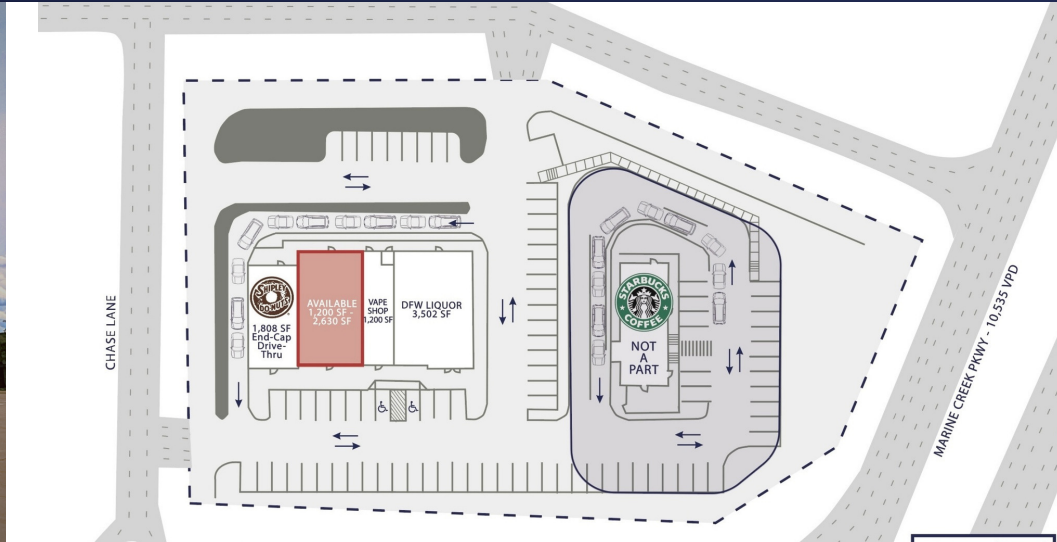 CHASE LANE
SHIPLEY
DO-NUTS
1,808 SF
End-Cap
Drive-
Thru
AVAILABLE
1,200 SF -
2,630 SF
VAPE
SHOP
1,200 SF
DFW LIQUOR
3,502 SF
STARBUCKS
COFFEE
NOT
A
PART
MARINE CREEK PKWY - 10,535 VPD